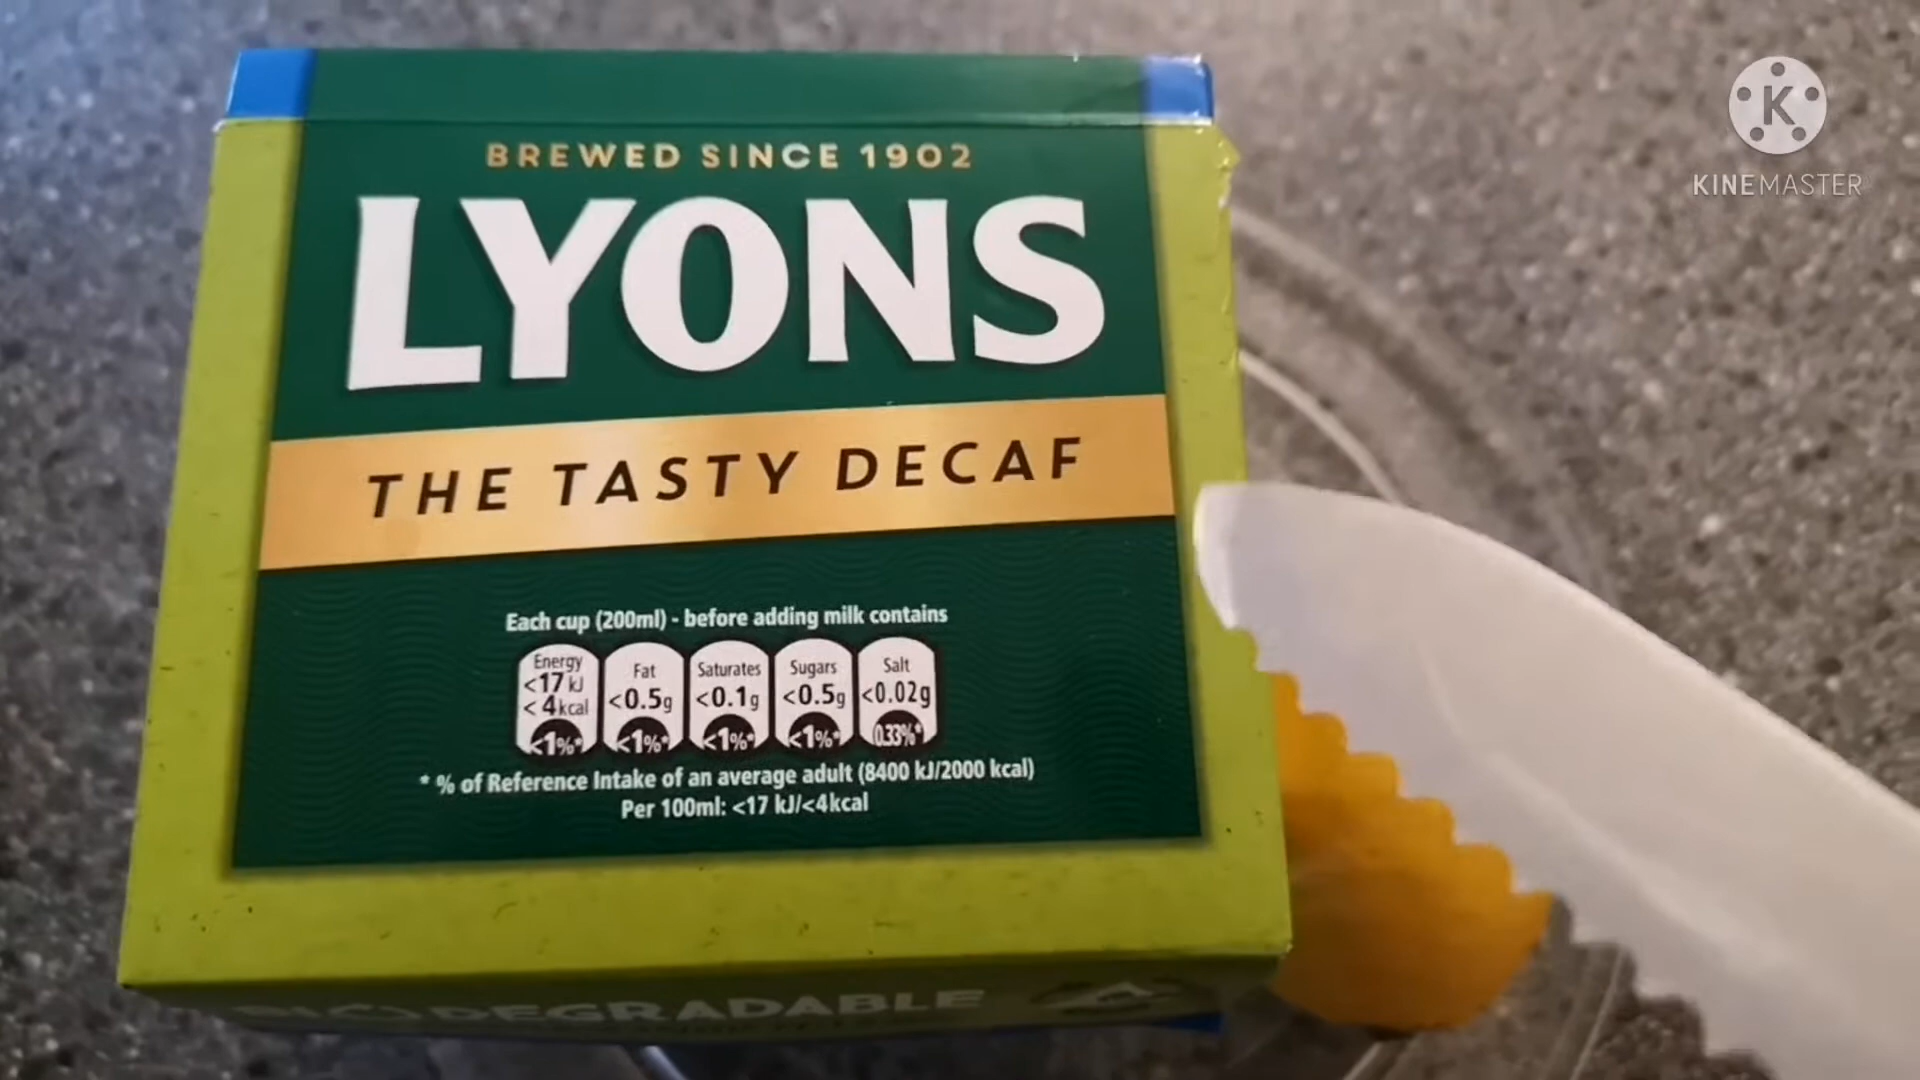 BREWED SINCE 1902
LYONS
THE TASTY DECAF
Each cup (200ml) - before adding milk contains
Energy <17 kJ <4kcal <1%*
Fat <0.5g <1%*
Saturates <0.1g <1%*
Sugars <0.5g <1%*
Salt <0.02g 0.33%*
* % of Reference Intake of an average adult (8400 kJ/2000 kcal)
Per 100ml: <17 kJ/<4kcal
BIODEGRADABLE
K
KINEMASTER